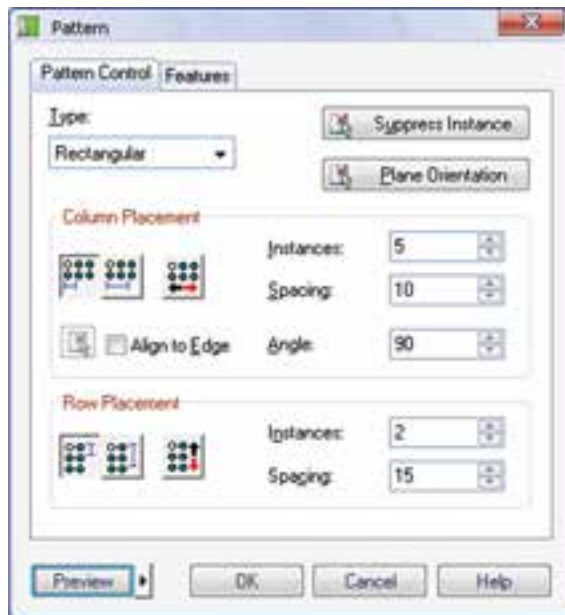 Pattern
Pattern Control Features
Type:
Suppress Instance
Rectangular
Plane Orientation
Column Placement
Instances: 5
Spacing: 10
Align to Edge Angle: 90
Row Placement
Instances: 2
Spacing: 15
Preview OK Cancel Help